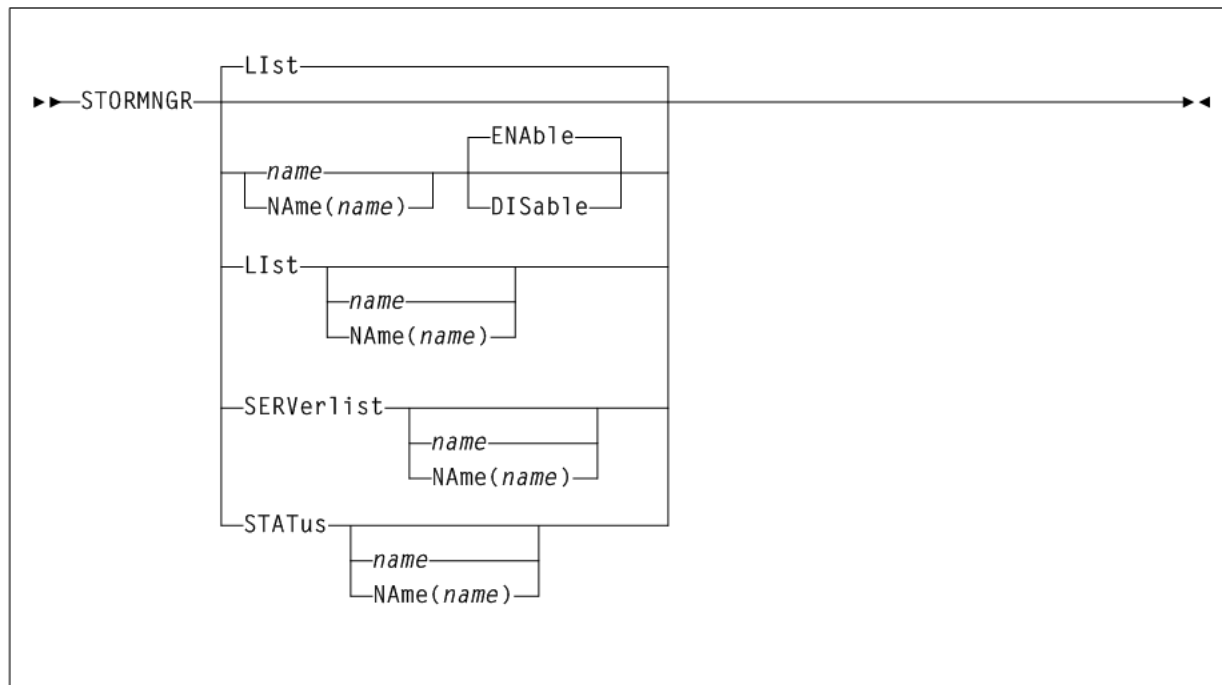 LIst
STORMNGR
ENAble
name
NAme(name)
DISable
LIst
name
NAme(name)
SERVerlist
name
NAme(name)
STATus
name
NAme(name)